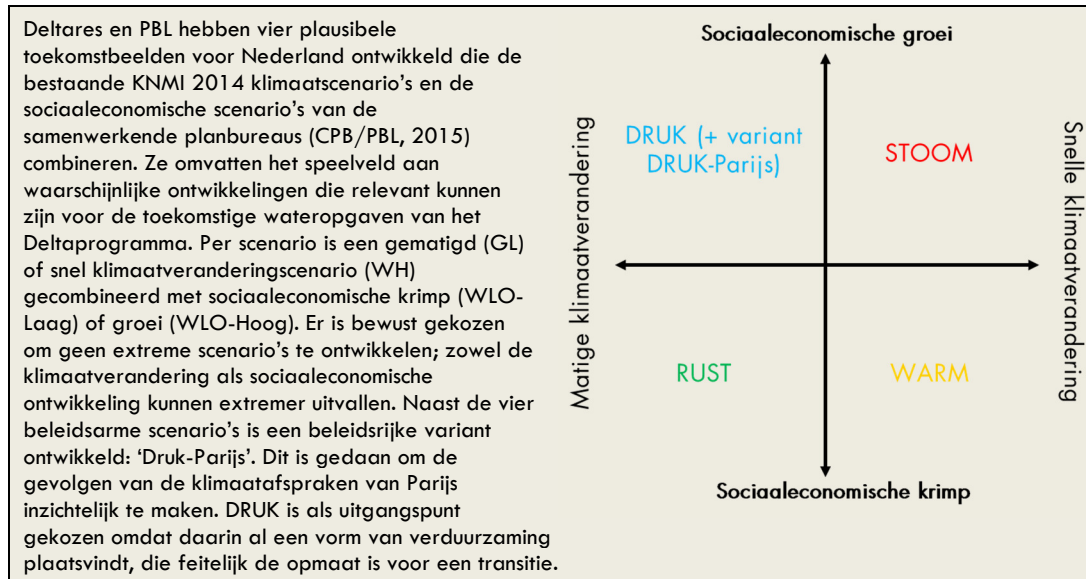 Deltares en PBL hebben vier plausibele
toekomstbeelden voor Nederland ontwikkeld die de
bestaande KNMI 2014 klimaatscenario's en de
sociaaleconomische scenario's van de
samenwerkende planbureaus (CPB/PBL, 2015)
combineren. Ze omvatten het speelveld aan
waarschijnlijke ontwikkelingen die relevant kunnen
zijn voor de toekomstige wateropgaven van het
Deltaprogramma. Per scenario is een gematigd (GL)
of snel klimaatveranderingscenario (WH)
gecombineerd met sociaaleconomische krimp (WLO-
Laag) of groei (WLO-Hoog). Er is bewust gekozen
om geen extreme scenario's te ontwikkelen; zowel de
klimaatverandering als sociaaleconomische
ontwikkeling kunnen extremer uitvallen. Naast de vier
beleidsarme scenario's is een beleidsrijke variant
ontwikkeld: 'Druk-Parijs'. Dit is gedaan om de
gevolgen van de klimaatafspraken van Parijs
inzichtelijk te maken. DRUK is als uitgangspunt
gekozen omdat daarin al een vorm van verduurzaming
plaatsvindt, die feitelijk de opmaat is voor een transitie.
Sociaaleconomische groei
Matige klimaatverandering
DRUK (+ variant
DRUK-Parijs)
STOOM
Snelle klimaatverandering
RUST
WARM
Sociaaleconomische krimp